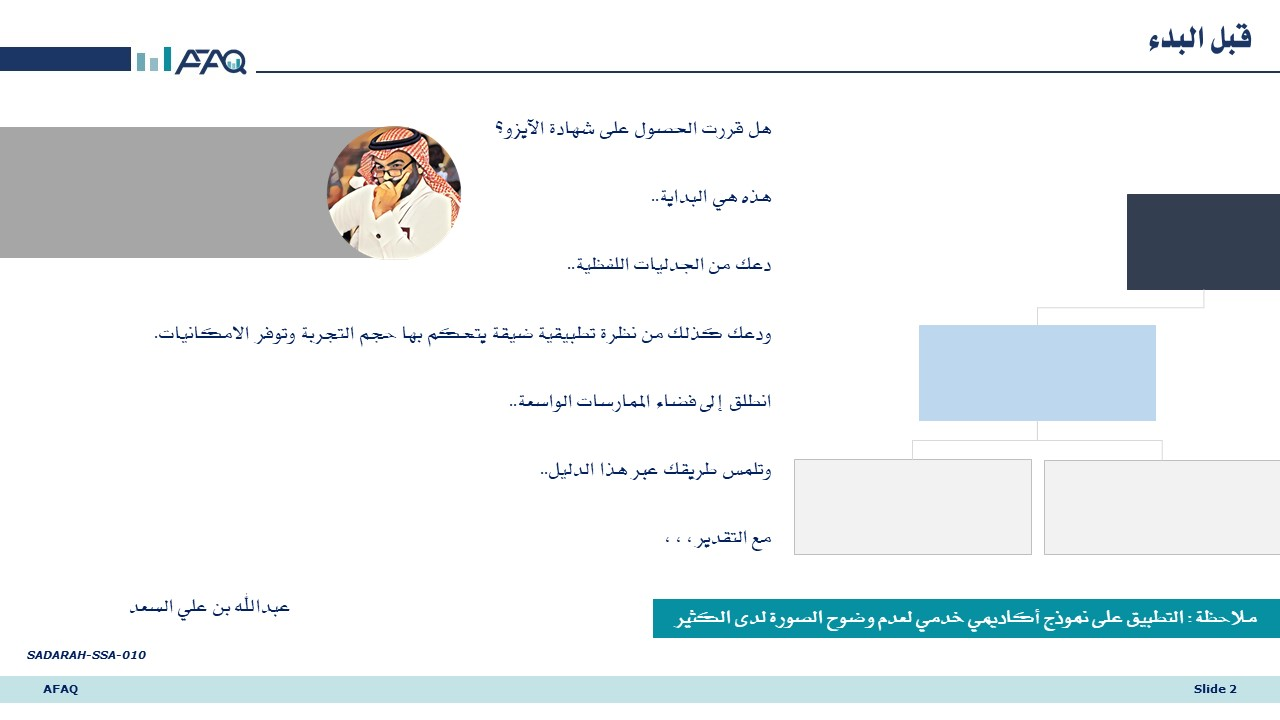 قبل البدء
AFAQ
هل قررت الحصول على شهادة الآيزو؟
هذه هي البداية..
دعك من الجدليات اللفظية..
ودعك كذلك من نظرة تطبيقية ضيقة يتحكم بها حجم التجربة وتوفر الامكانيات.
انطلق إلى فضاء الممارسات الواسعة..
وتلمس طريقك عبر هذا الدليل..
مع التقدير،،،
عبدالله بن علي السعد
ملاحظة : التطبيق على نموذج أكاديمي خدمي لعدم وضوح الصورة لدى الكثير
SADARAH-SSA-010
AFAQ
Slide 2